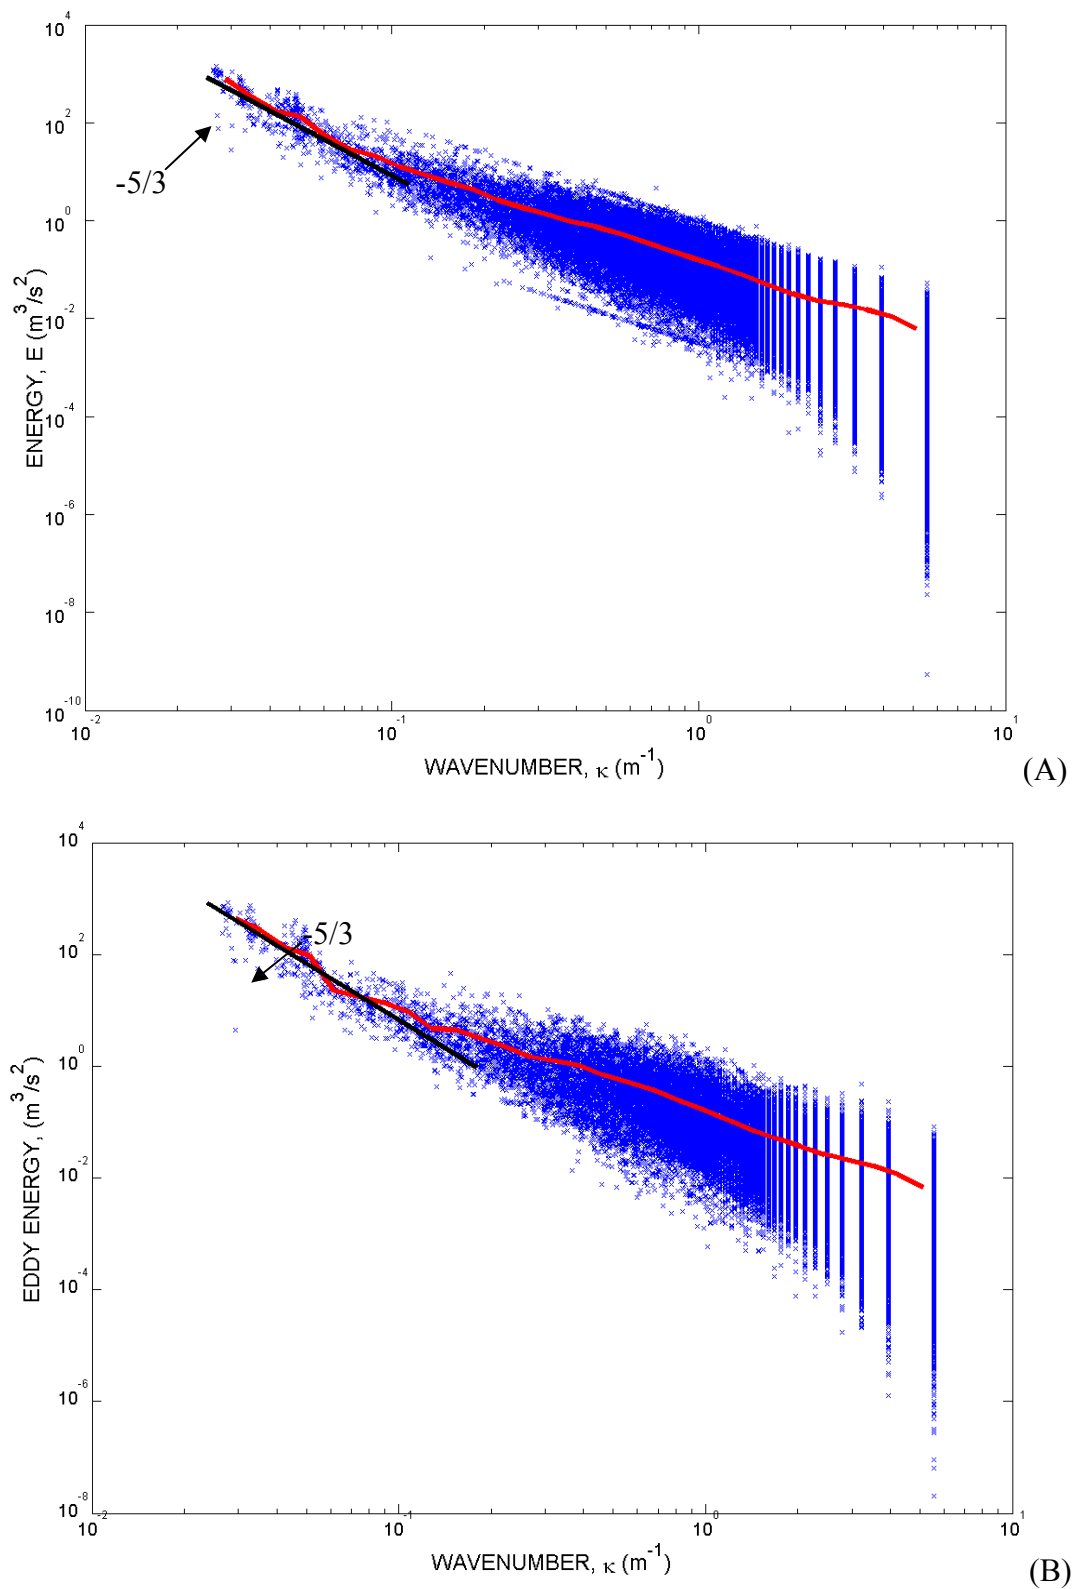 10^4
10^2
10^0
10^-2
10^-4
10^-6
10^-8
10^-10
-5/3
ENERGY, E (m^3/s^2)
10^-2 10^-1 10^0 10^1
WAVENUMBER, κ (m^-1)
(A)
10^4
10^2
10^0
10^-2
10^-4
10^-6
10^-8
-5/3
EDDY ENERGY, (m^3/s^2)
10^-2 10^-1 10^0 10^1
WAVENUMBER, κ (m^-1)
(B)